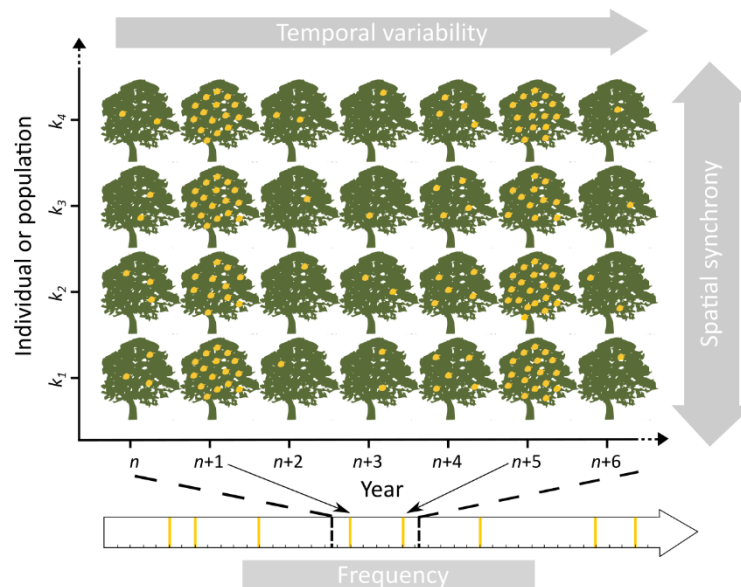 Temporal variability
Individual or population
k4
k3
k2
k1
Spatial synchrony
n
n+1
n+2
n+3
n+4
n+5
n+6
Year
Frequency